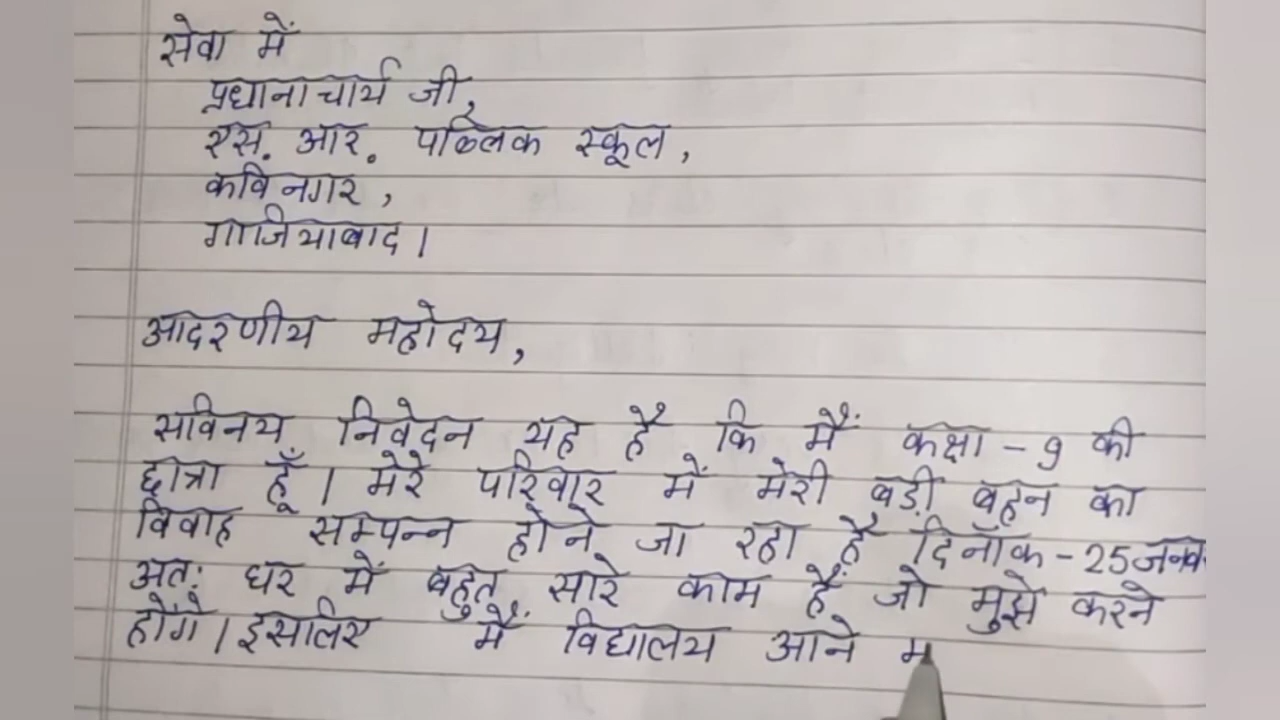 सेवा में
प्रधानाचार्य जी,
एस. आर. पब्लिक स्कूल,
कविनगर,
गाजियाबाद।
आदरणीय महोदय,
सविनय निवेदन यह है कि मैं कक्षा - 9 की
छात्रा हूँ। मेरे परिवार में मेरी बड़ी बहन का
विवाह सम्पन्न होने जा रहा है दिनाँक - 25 जनव
अतः घर में बहुत सारे काम हैं जो मुझे करने
होंगे। इसलिए मैं विद्यालय आने म